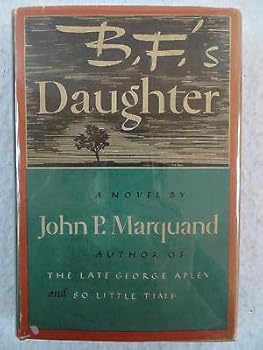 B.F.'s
Daughter
A NOVEL BY
John P. Marquand
AUTHOR OF
THE LATE GEORGE APLEY
and SO LITTLE TIME